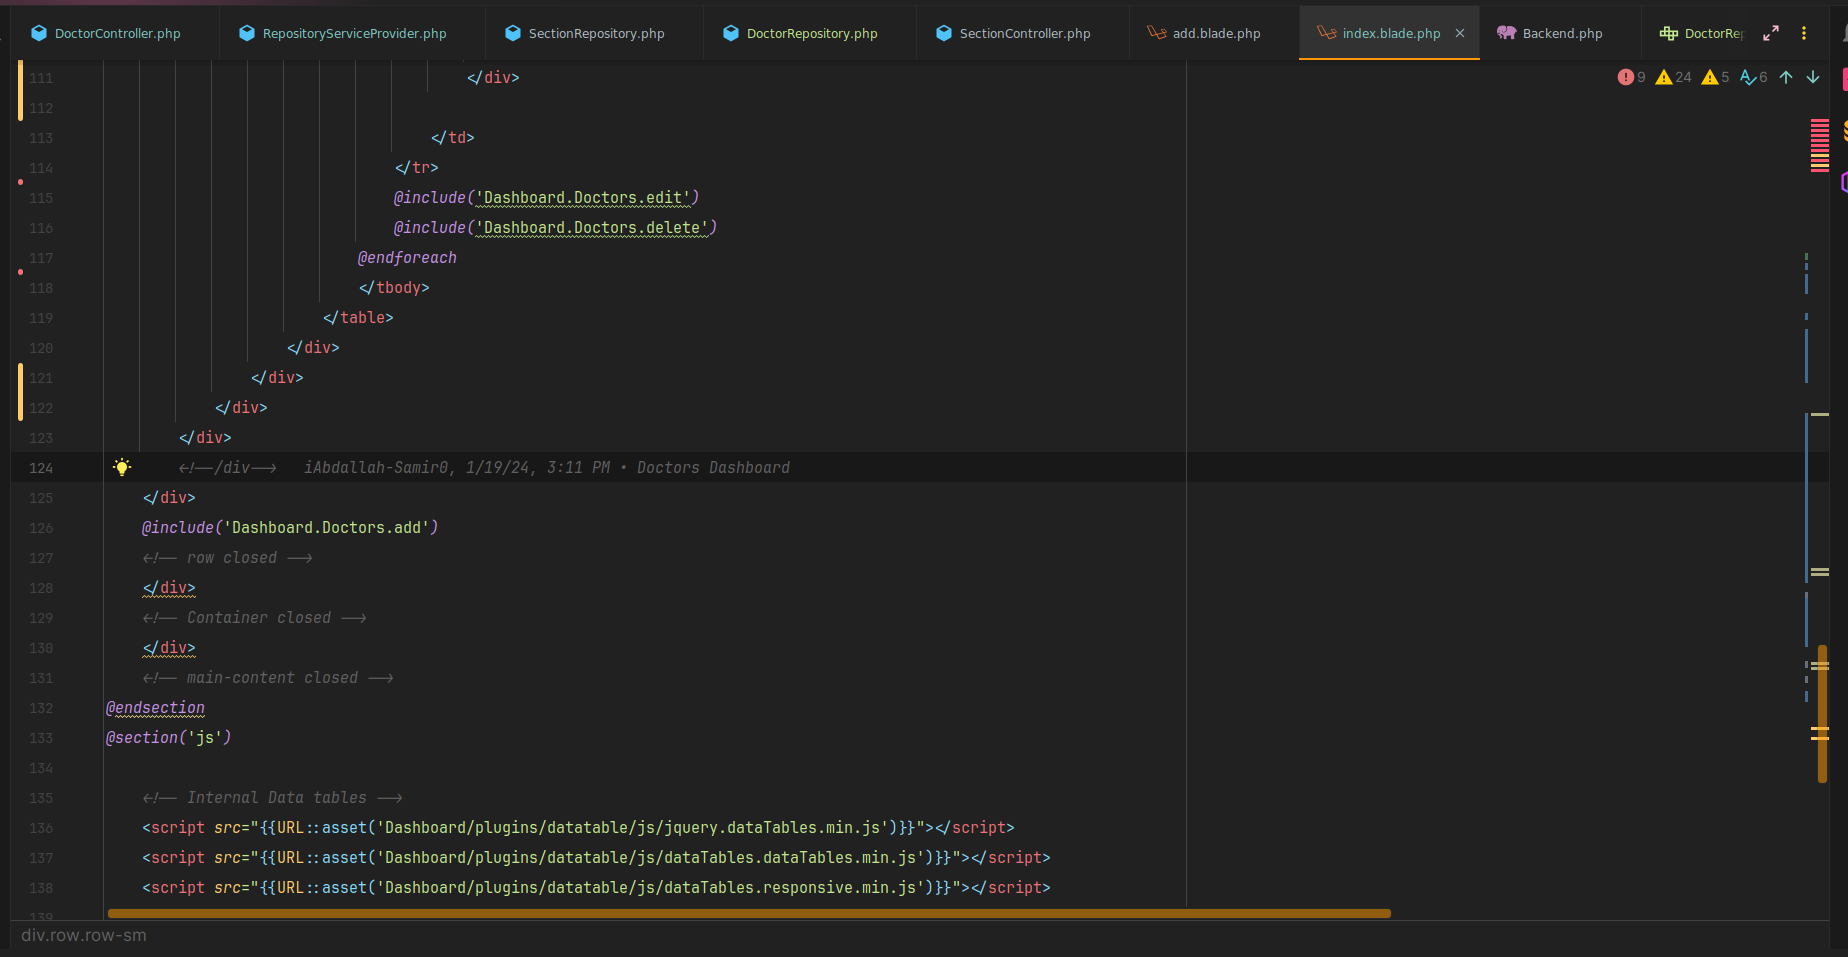 DoctorController.php RepositoryServiceProvider.php SectionRepository.php DoctorRepository.php SectionController.php add.blade.php index.blade.php Backend.php DoctorRep
9 24 5 6
111 </div>
112
113 </td>
114 </tr>
115 @include('Dashboard.Doctors.edit')
116 @include('Dashboard.Doctors.delete')
117 @endforeach
118 </tbody>
119 </table>
120 </div>
121 </div>
122 </div>
123 </div>
124 <!--/div--> iAbdallah-Samir0, 1/19/24, 3:11 PM • Doctors Dashboard
125 </div>
126 @include('Dashboard.Doctors.add')
127 <!-- row closed -->
128 </div>
129 <!-- Container closed -->
130 </div>
131 <!-- main-content closed -->
132 @endsection
133 @section('js')
134
135 <!-- Internal Data tables -->
136 <script src="{{URL::asset('Dashboard/plugins/datatable/js/jquery.dataTables.min.js')}}"></script>
137 <script src="{{URL::asset('Dashboard/plugins/datatable/js/dataTables.dataTables.min.js')}}"></script>
138 <script src="{{URL::asset('Dashboard/plugins/datatable/js/dataTables.responsive.min.js')}}"></script>
139
div.row.row-sm